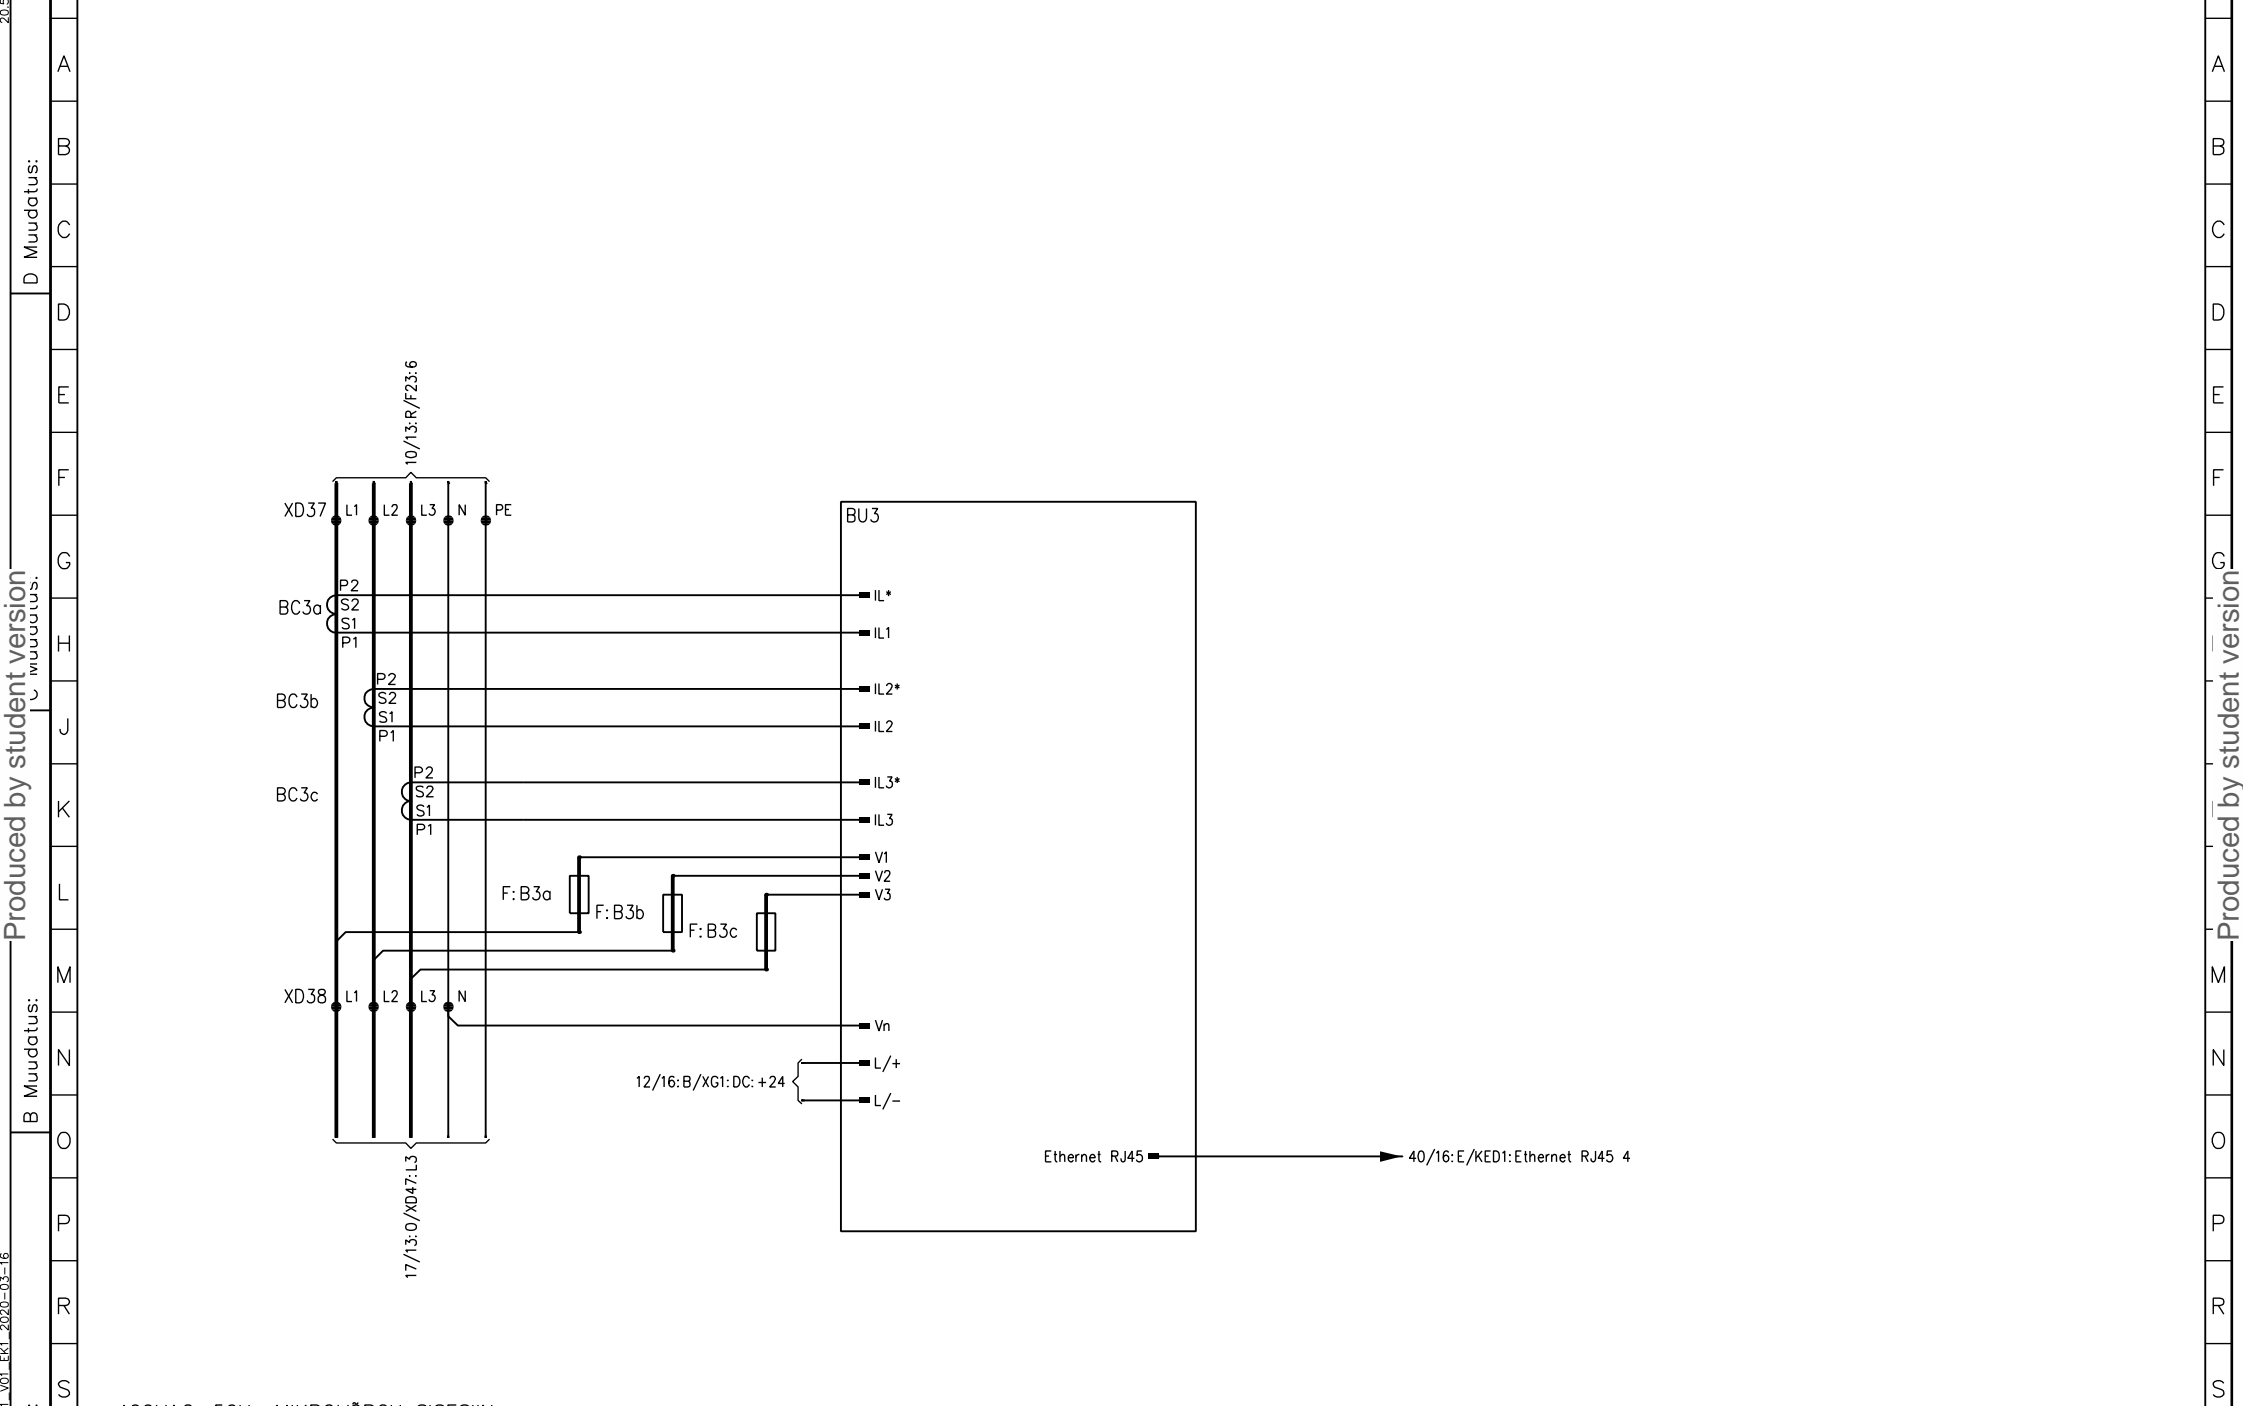 A
B
C
D
E
F
G
H
J
K
L
M
N
O
P
R
S
D Muudatus:
B Muudatus:
Produced by student version
V01_EK1_2020-03-16
10/13:R/F23:6
XD37 L1 L2 L3 N PE
BU3
P2
BC3a S2 IL*
S1 IL1
P1
P2
BC3b S2 IL2*
S1 IL2
P1
P2
BC3c S2 IL3*
S1 IL3
P1
V1
V2
F:B3a V3
F:B3b
F:B3c
XD38 L1 L2 L3 N
Vn
L/+
12/16:B/XG1:DC:+24
L/-
Ethernet RJ45 40/16:E/KED1:Ethernet RJ45 4
17/13:O/XD47:L3
A
B
C
D
E
F
G
M
N
O
P
R
S
Produced by student version